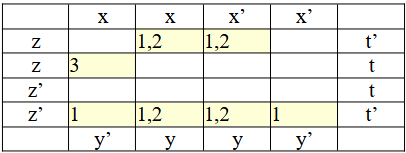 x x x’ x’
z 1,2 1,2 t’
z 3 t
z’ t
z’ 1 1,2 1,2 1 t’
y’ y y y’